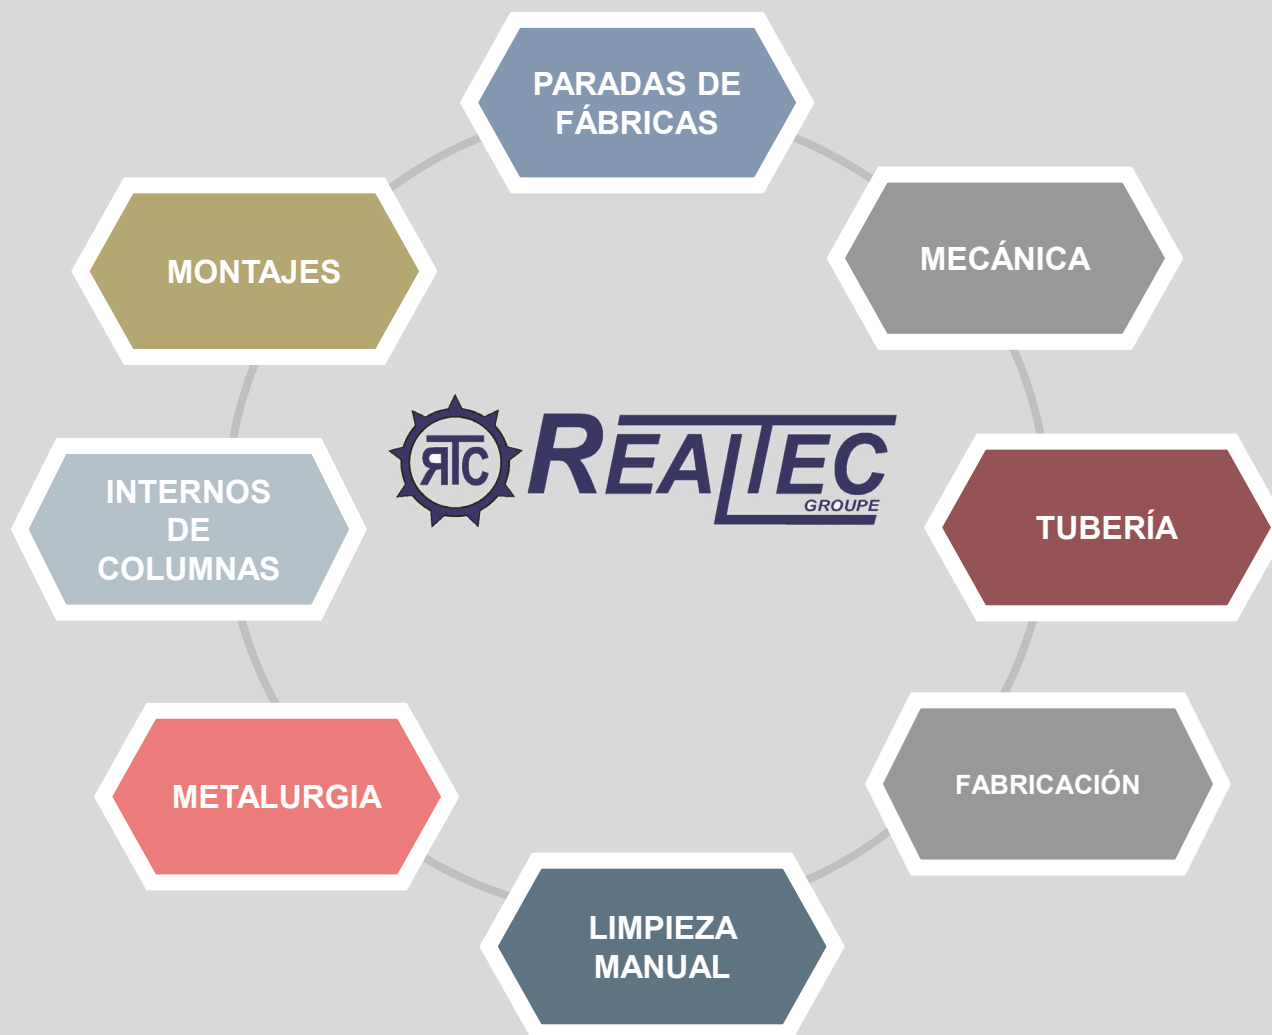 PARADAS DE
FÁBRICAS
MECÁNICA
MONTAJES
RTC REALTEC
GROUPE
INTERNOS
DE
COLUMNAS
TUBERÍA
FABRICACIÓN
METALURGIA
LIMPIEZA
MANUAL